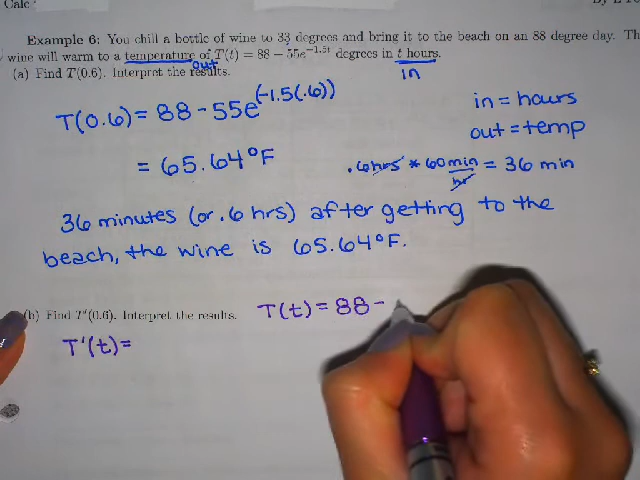 Calc
Example 6: You chill a bottle of wine to 33 degrees and bring it to the beach on an 88 degree day. Th
wine will warm to a temperature of T(t) = 88 − 55e^{−1.5t} degrees in t hours.
out
in
(a) Find T(0.6). Interpret the results.
T(0.6) = 88 - 55e^{(-1.5(.6))}
in = hours
out = temp
= 65.64°F
.6 hrs * 60 min/hr = 36 min
36 minutes (or .6 hrs) after getting to the
beach, the wine is 65.64°F.
(b) Find T'(0.6). Interpret the results.
T(t) = 88 -
T'(t) =